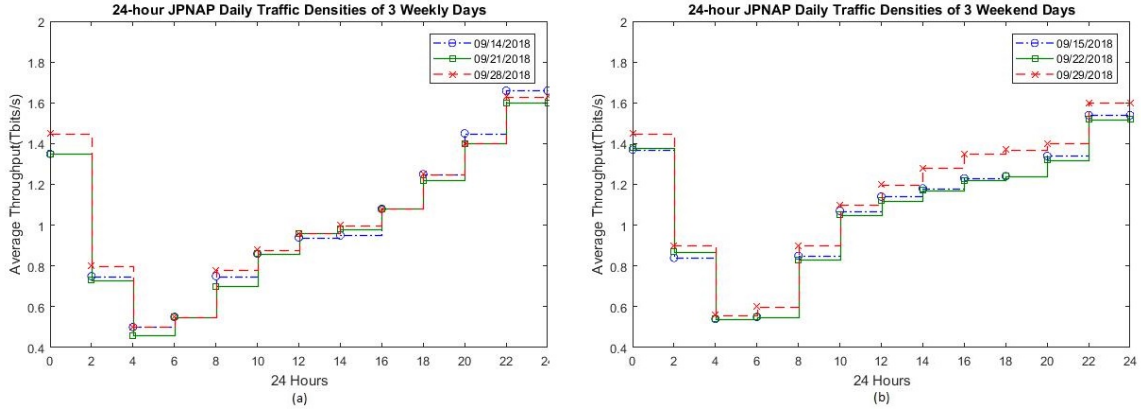 24-hour JPNAP Daily Traffic Densities of 3 Weekly Days
2
1.8
1.6
1.4
1.2
1
0.8
0.6
0.4
Average Throughput(Tbits/s)
09/14/2018
09/21/2018
09/28/2018
0 2 4 6 8 10 12 14 16 18 20 22 24
24 Hours
(a)
24-hour JPNAP Daily Traffic Densities of 3 Weekend Days
2
1.8
1.6
1.4
1.2
1
0.8
0.6
0.4
Average Throughput(Tbits/s)
09/15/2018
09/22/2018
09/29/2018
0 2 4 6 8 10 12 14 16 18 20 22 24
24 Hours
(b)